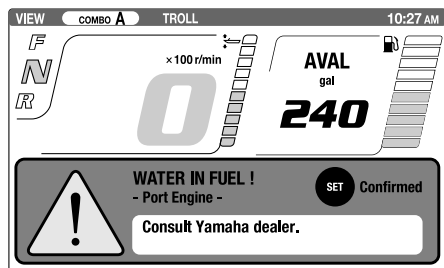 VIEW COMBO A TROLL 10:27 AM
F
N
R
×100 r/min
0
AVAL
gal
240
WATER IN FUEL !
- Port Engine -
SET Confirmed
Consult Yamaha dealer.